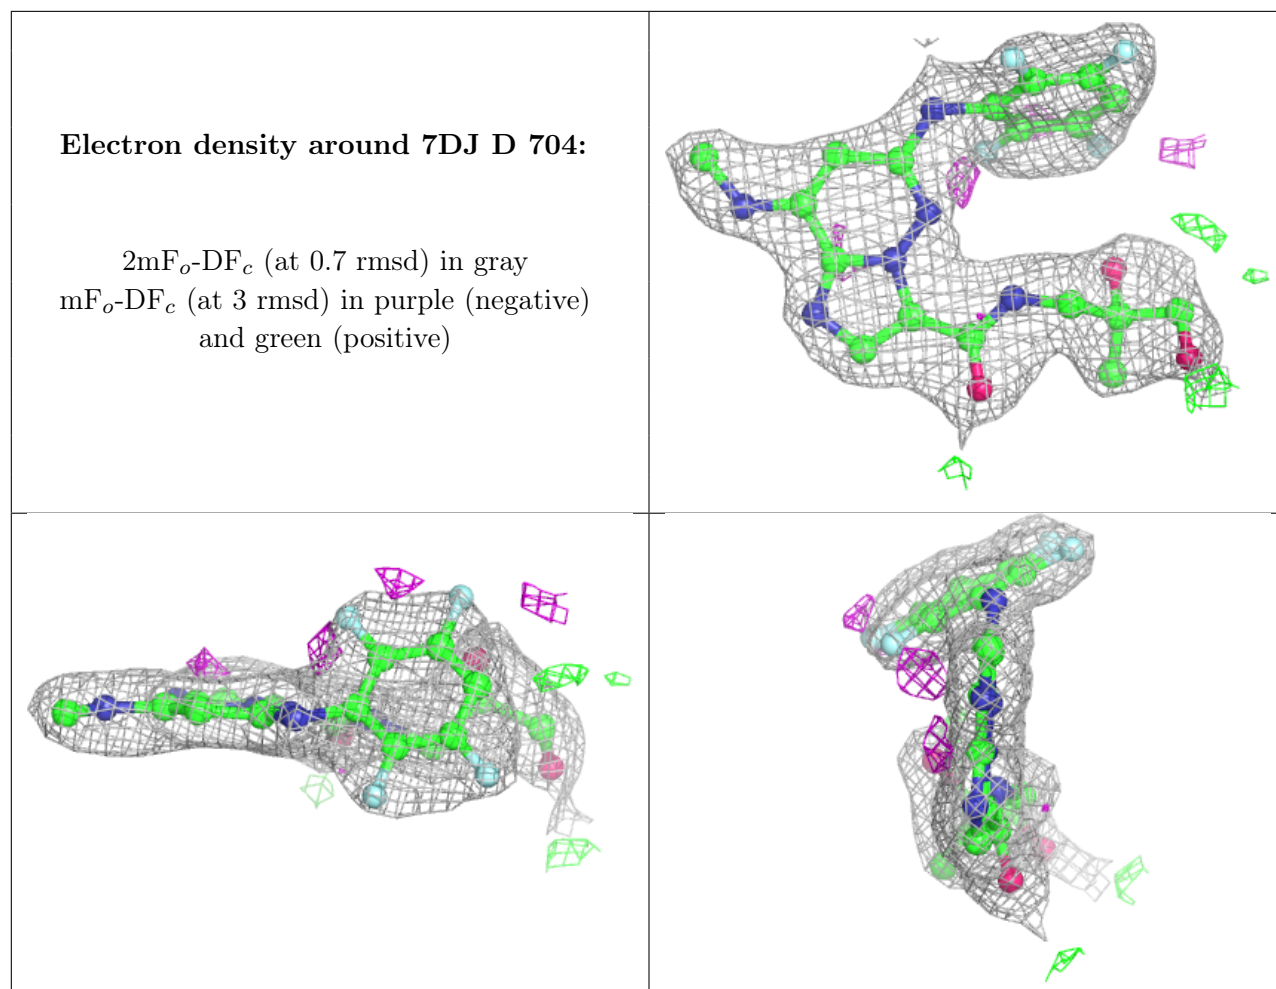 Electron density around 7DJ D 704:
2mFo-DFc (at 0.7 rmsd) in gray
mFo-DFc (at 3 rmsd) in purple (negative)
and green (positive)